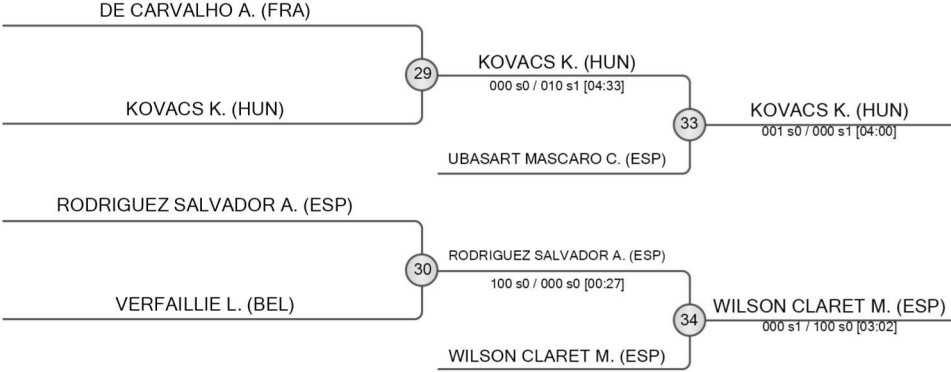 DE CARVALHO A. (FRA)
29
KOVACS K. (HUN)
KOVACS K. (HUN)
000 s0 / 010 s1 [04:33]
33
UBASART MASCARO C. (ESP)
KOVACS K. (HUN)
001 s0 / 000 s1 [04:00]
RODRIGUEZ SALVADOR A. (ESP)
30
VERFAILLIE L. (BEL)
RODRIGUEZ SALVADOR A. (ESP)
100 s0 / 000 s0 [00:27]
34
WILSON CLARET M. (ESP)
WILSON CLARET M. (ESP)
000 s1 / 100 s0 [03:02]